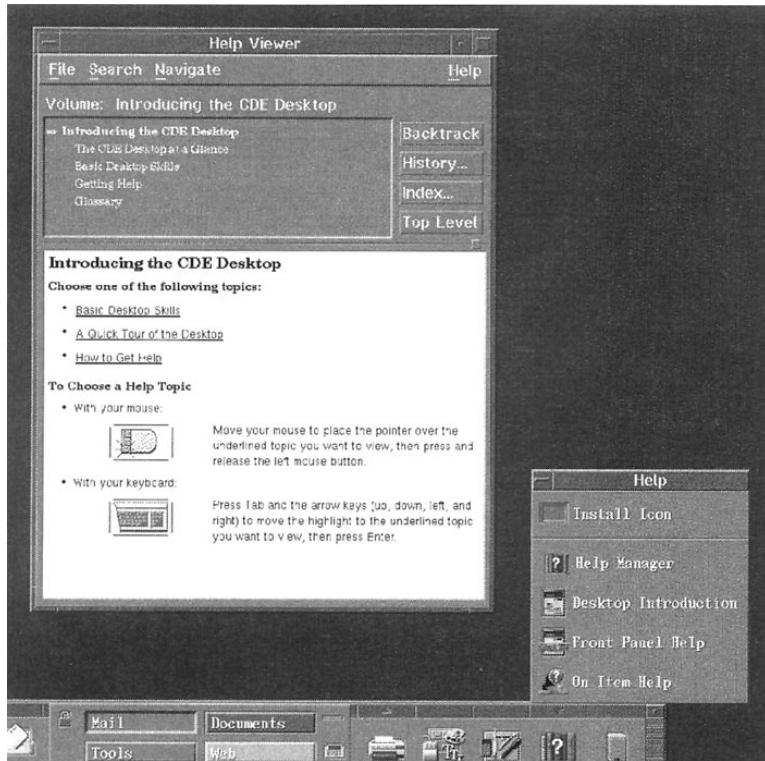 Help Viewer
File Search Navigate Help
Volume: Introducing the CDE Desktop
Introducing the CDE Desktop
The CDE Desktop at a Glance
Basic Desktop Skills
Getting Help
Glossary
Backtrack
History...
Index...
Top Level
Introducing the CDE Desktop
Choose one of the following topics:
• Basic Desktop Skills
• A Quick Tour of the Desktop
• How to Get Help
To Choose a Help Topic
• With your mouse:
Move your mouse to place the pointer over the
underlined topic you want to view, then press and
release the left mouse button.
• With your keyboard:
Press Tab and the arrow keys (up, down, left, and
right) to move the highlight to the underlined topic
you want to view, then press Enter.
Help
Install Icon
Help Manager
Desktop Introduction
Front Panel Help
On Item Help
Mail Documents
Tools Web